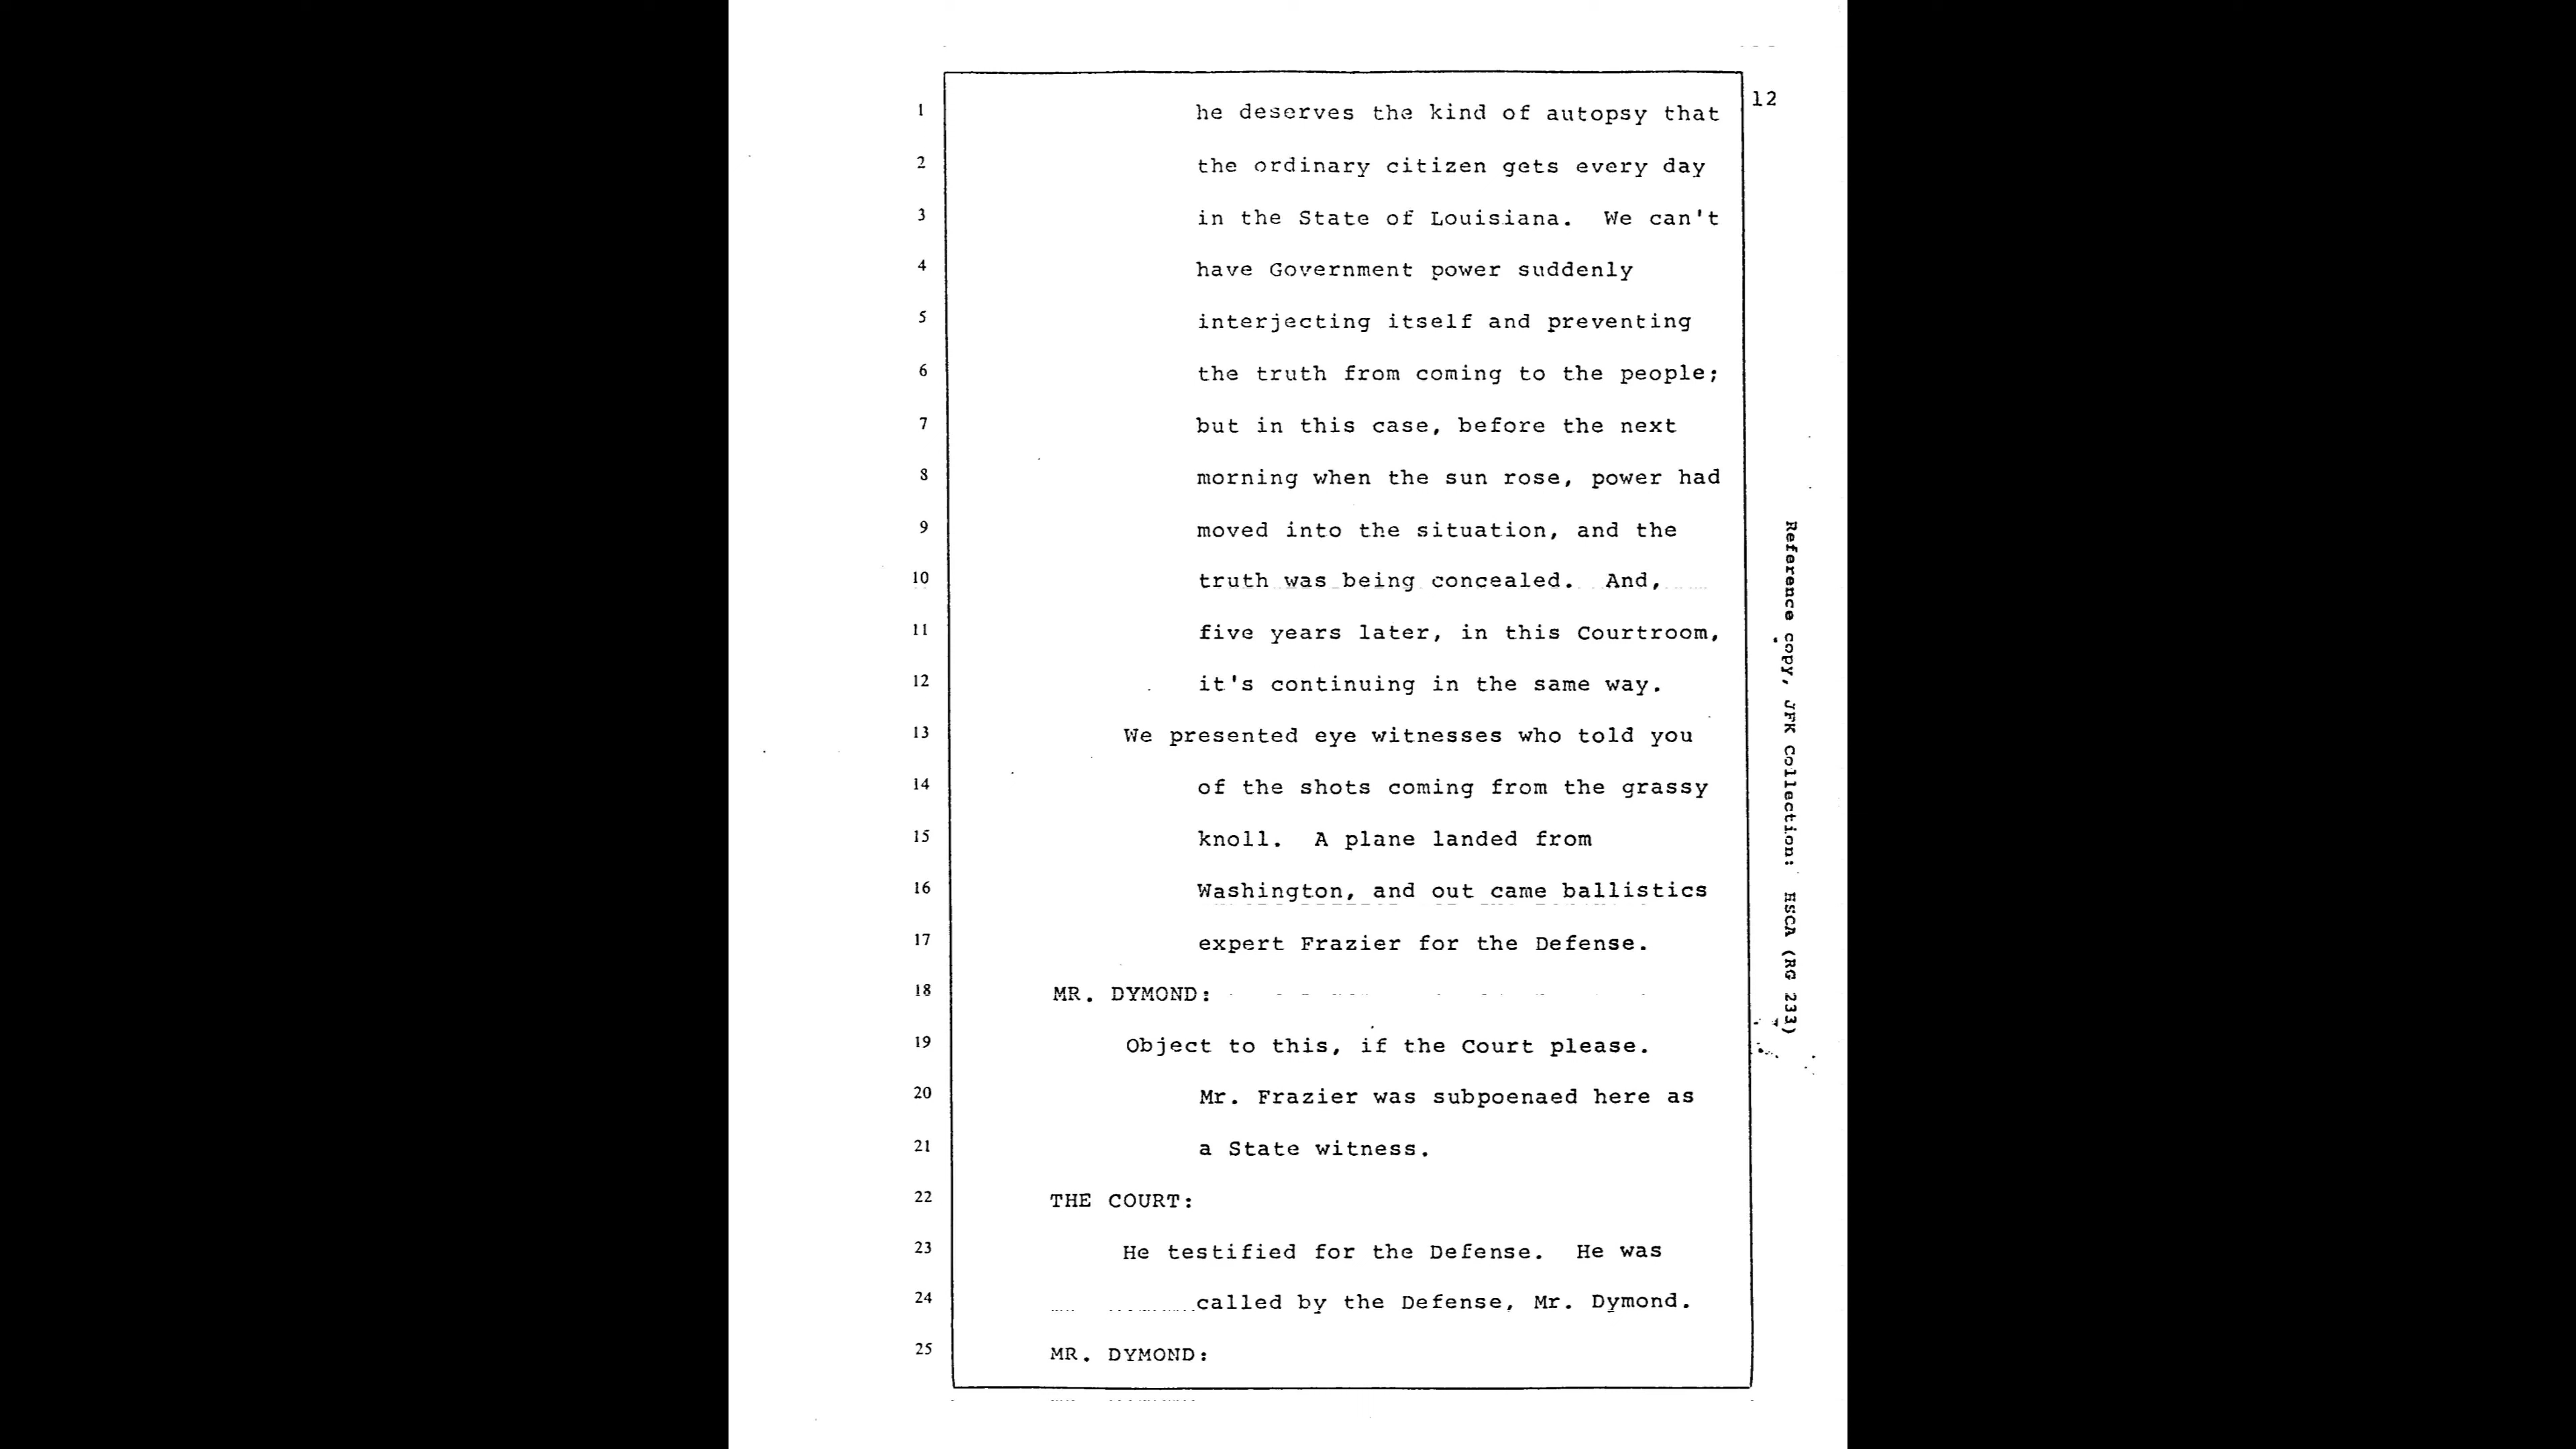 12
1 he deserves the kind of autopsy that
2 the ordinary citizen gets every day
3 in the State of Louisiana. We can't
4 have Government power suddenly
5 interjecting itself and preventing
6 the truth from coming to the people;
7 but in this case, before the next
8 morning when the sun rose, power had
9 moved into the situation, and the
10 truth was being concealed. And,
11 five years later, in this Courtroom,
12 it's continuing in the same way.
13 We presented eye witnesses who told you
14 of the shots coming from the grassy
15 knoll. A plane landed from
16 Washington, and out came ballistics
17 expert Frazier for the Defense.
18 MR. DYMOND:
19 Object to this, if the Court please.
20 Mr. Frazier was subpoenaed here as
21 a State witness.
22 THE COURT:
23 He testified for the Defense. He was
24 called by the Defense, Mr. Dymond.
25 MR. DYMOND:
Reference copy, JFK Collection: HSCA (RG 233)